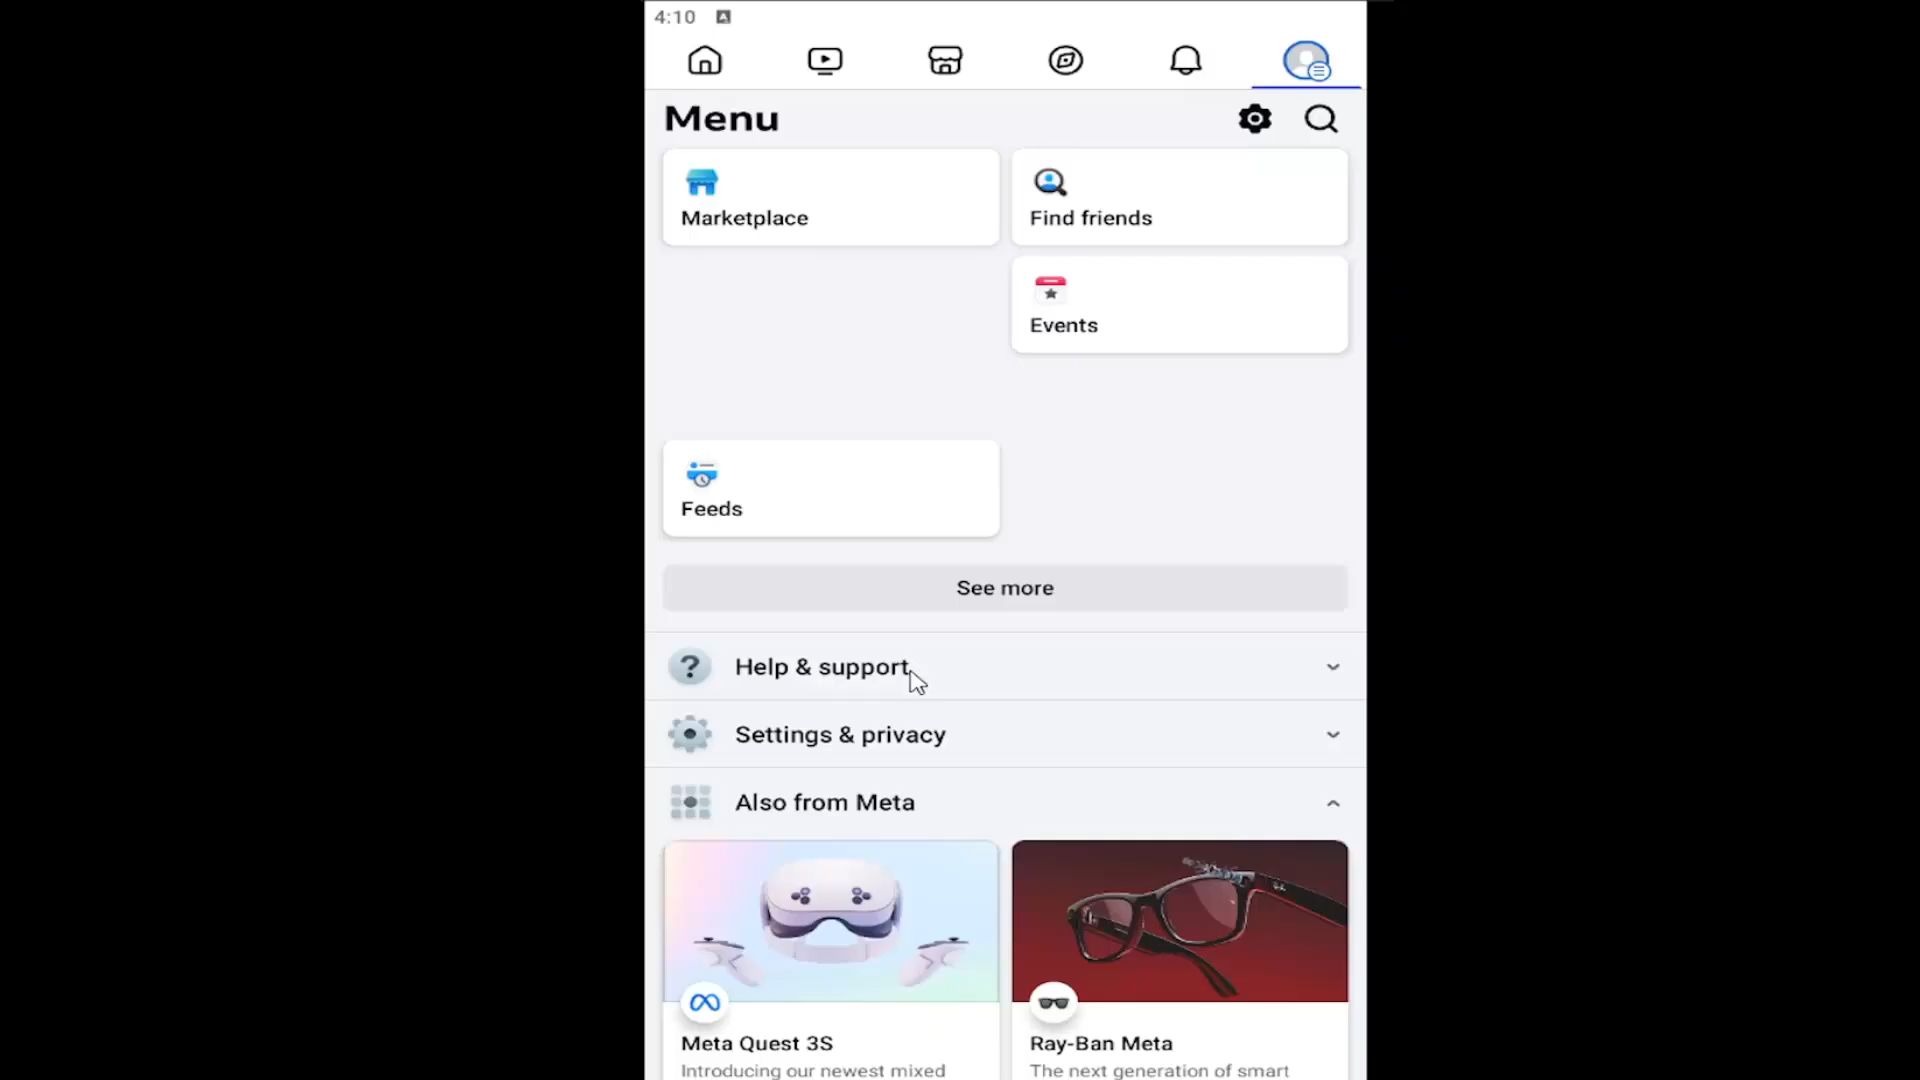 4:10
Menu
Marketplace
Find friends
Events
Feeds
See more
Help & support
Settings & privacy
Also from Meta
Meta Quest 3S
Introducing our newest mixed
Ray-Ban Meta
The next generation of smart